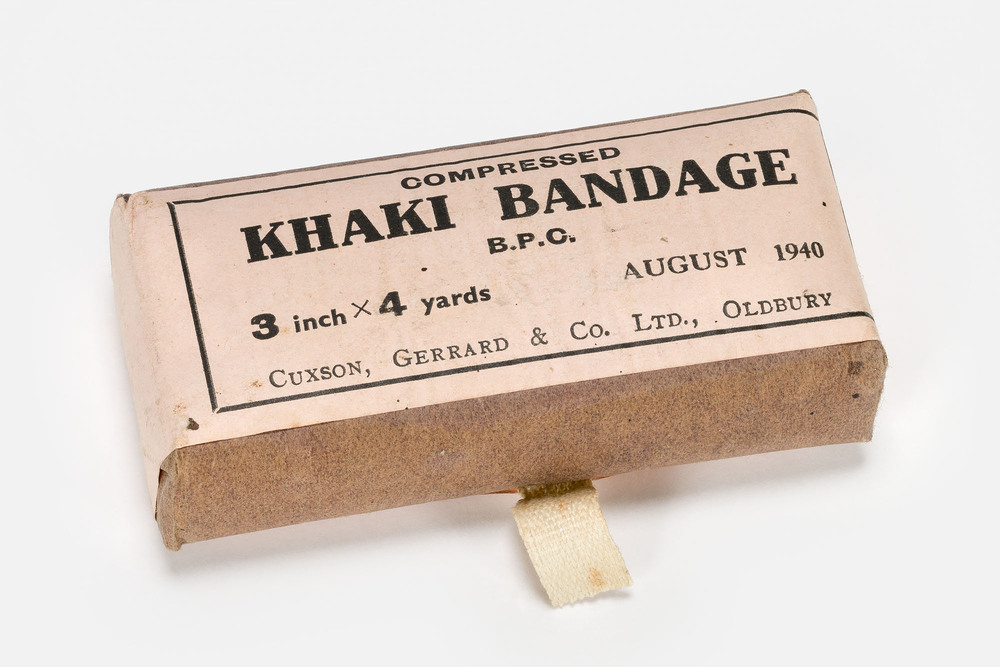 COMPRESSED
KHAKI BANDAGE
B.P.C.
AUGUST 1940
3 inch × 4 yards
CUXSON, GERRARD & CO. LTD., OLDBURY